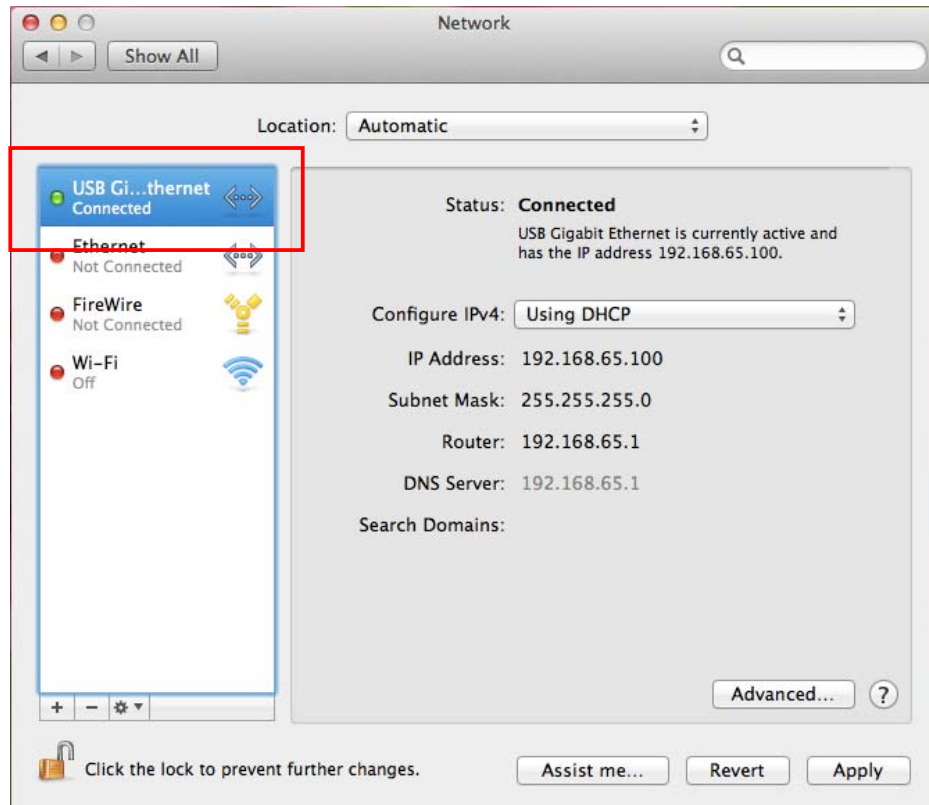 Network
Show All
Location: Automatic
USB Gi...thernet
Connected
Ethernet
Not Connected
FireWire
Not Connected
Wi-Fi
Off
Status: Connected
USB Gigabit Ethernet is currently active and
has the IP address 192.168.65.100.
Configure IPv4: Using DHCP
IP Address: 192.168.65.100
Subnet Mask: 255.255.255.0
Router: 192.168.65.1
DNS Server: 192.168.65.1
Search Domains:
Advanced... ?
+ −
Click the lock to prevent further changes.
Assist me... Revert Apply